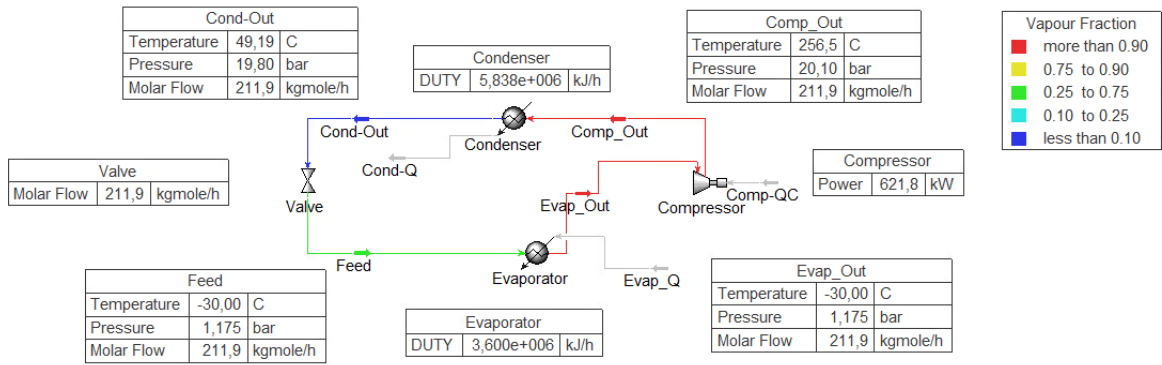 Cond-Out
Temperature 49,19 C
Pressure 19,80 bar
Molar Flow 211,9 kgmole/h
Condenser
DUTY 5,838e+006 kJ/h
Comp_Out
Temperature 256,5 C
Pressure 20,10 bar
Molar Flow 211,9 kgmole/h
Vapour Fraction
more than 0.90
0.75 to 0.90
0.25 to 0.75
0.10 to 0.25
less than 0.10
Cond-Out
Condenser
Comp_Out
Cond-Q
Valve
Molar Flow 211,9 kgmole/h
Valve
Evap_Out
Compressor
Comp-QC
Compressor
Power 621,8 kW
Feed
Evaporator
Evap_Q
Feed
Temperature -30,00 C
Pressure 1,175 bar
Molar Flow 211,9 kgmole/h
Evaporator
DUTY 3,600e+006 kJ/h
Evap_Out
Temperature -30,00 C
Pressure 1,175 bar
Molar Flow 211,9 kgmole/h